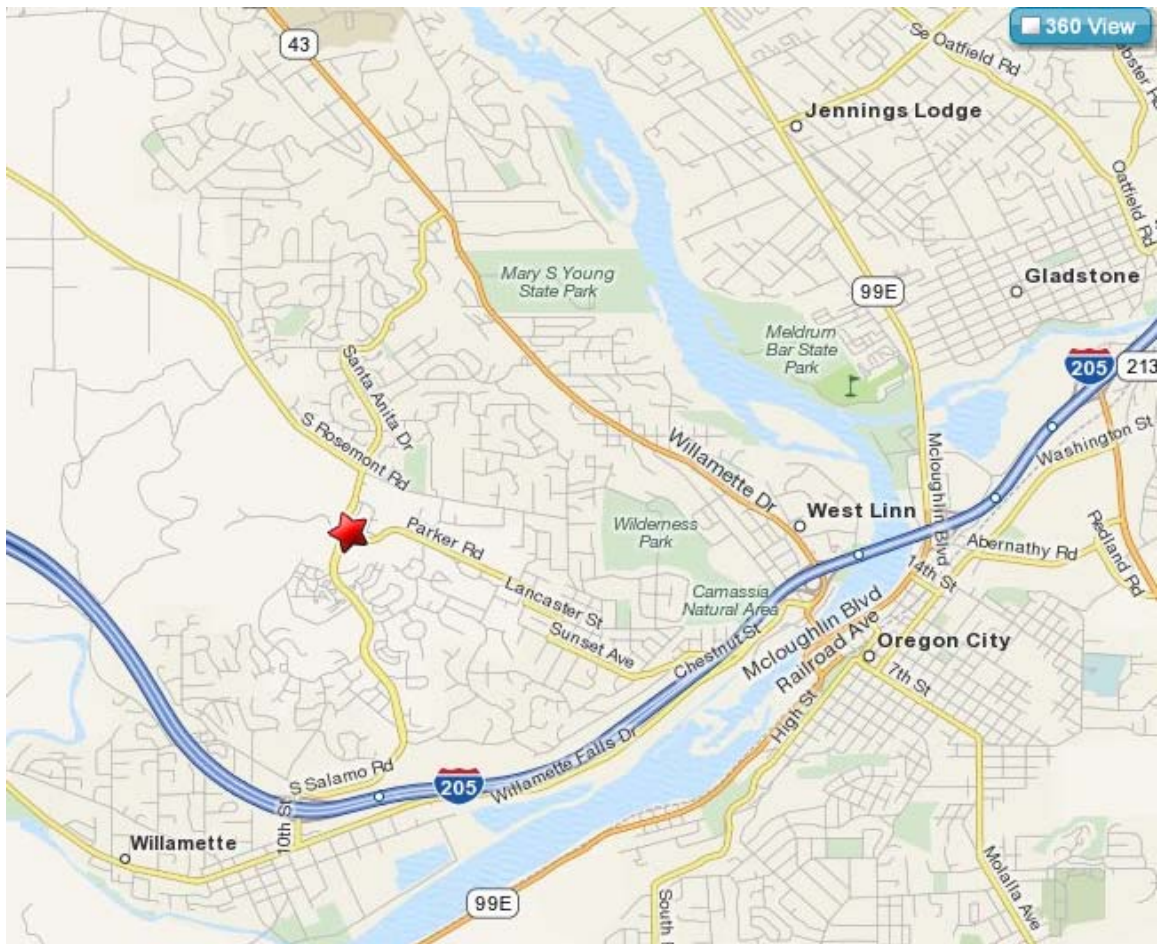 360 View
43
Se Oatfield Rd
Jennings Lodge
Oatfield Rd
Mary S Young
State Park
Gladstone
99E
Meldrum
Bar State
Park
205
213
Santa Anita Dr
S Rosemont Rd
Willamette Dr
Mcloughlin Blvd
Washington St
West Linn
Wilderness
Park
Parker Rd
Abernathy Rd
Redland Rd
14th St
Lancaster St
Camassia
Natural Area
Sunset Ave
Chestnut St
Mcloughlin Blvd
Railroad Ave
Oregon City
7th St
High St
Willamette Falls Dr
S Salamo Rd
205
10th St
Willamette
Molalla Ave
99E
South